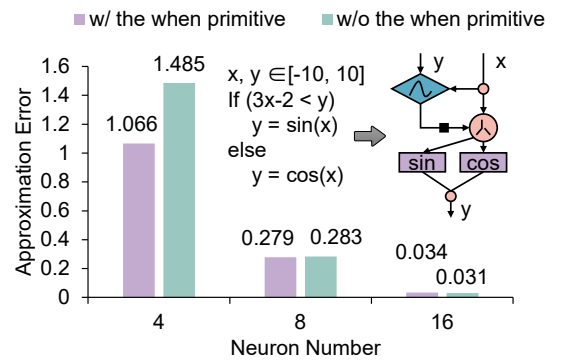 w/ the when primitive
w/o the when primitive
Approximation Error
1.6
1.4
1.2
1
0.8
0.6
0.4
0.2
0
1.066
1.485
0.279
0.283
0.034
0.031
4
8
16
Neuron Number
x, y ∈[-10, 10]
If (3x-2 < y)
y = sin(x)
else
y = cos(x)
y
x
sin
cos
y